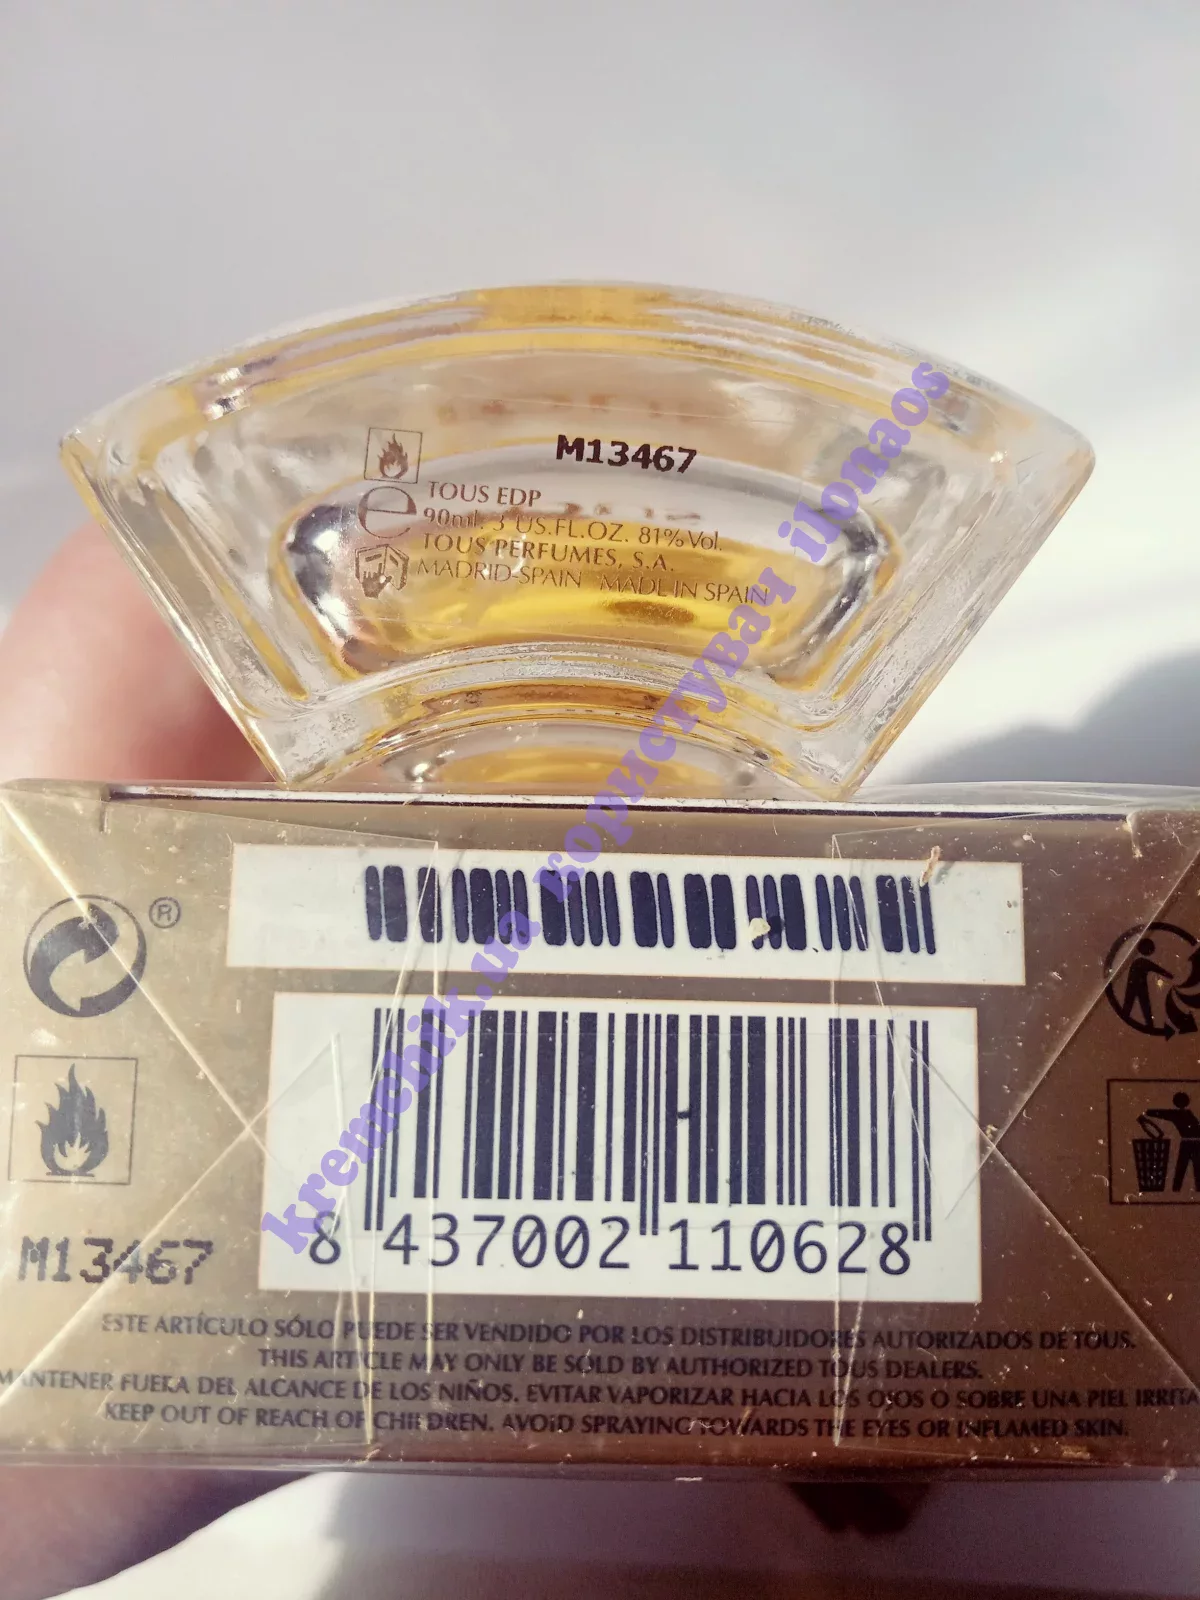 M13467
TOUS EDP
e 90ml. 3 US.FL.OZ. 81% Vol.
TOUS PERFUMES, S.A.
MADRID-SPAIN MADE IN SPAIN
kremchik.ua користувач ilonaos
®
8 437002 110628
M13467
ESTE ARTÍCULO SÓLO PUEDE SER VENDIDO POR LOS DISTRIBUIDORES AUTORIZADOS DE TOUS.
THIS ARTICLE MAY ONLY BE SOLD BY AUTHORIZED TOUS DEALERS.
MANTENER FUERA DEL ALCANCE DE LOS NIÑOS. EVITAR VAPORIZAR HACIA LOS OJOS O SOBRE UNA PIEL
KEEP OUT OF REACH OF CHILDREN. AVOID SPRAYING TOWARDS THE EYES OR INFLAMED SKIN.